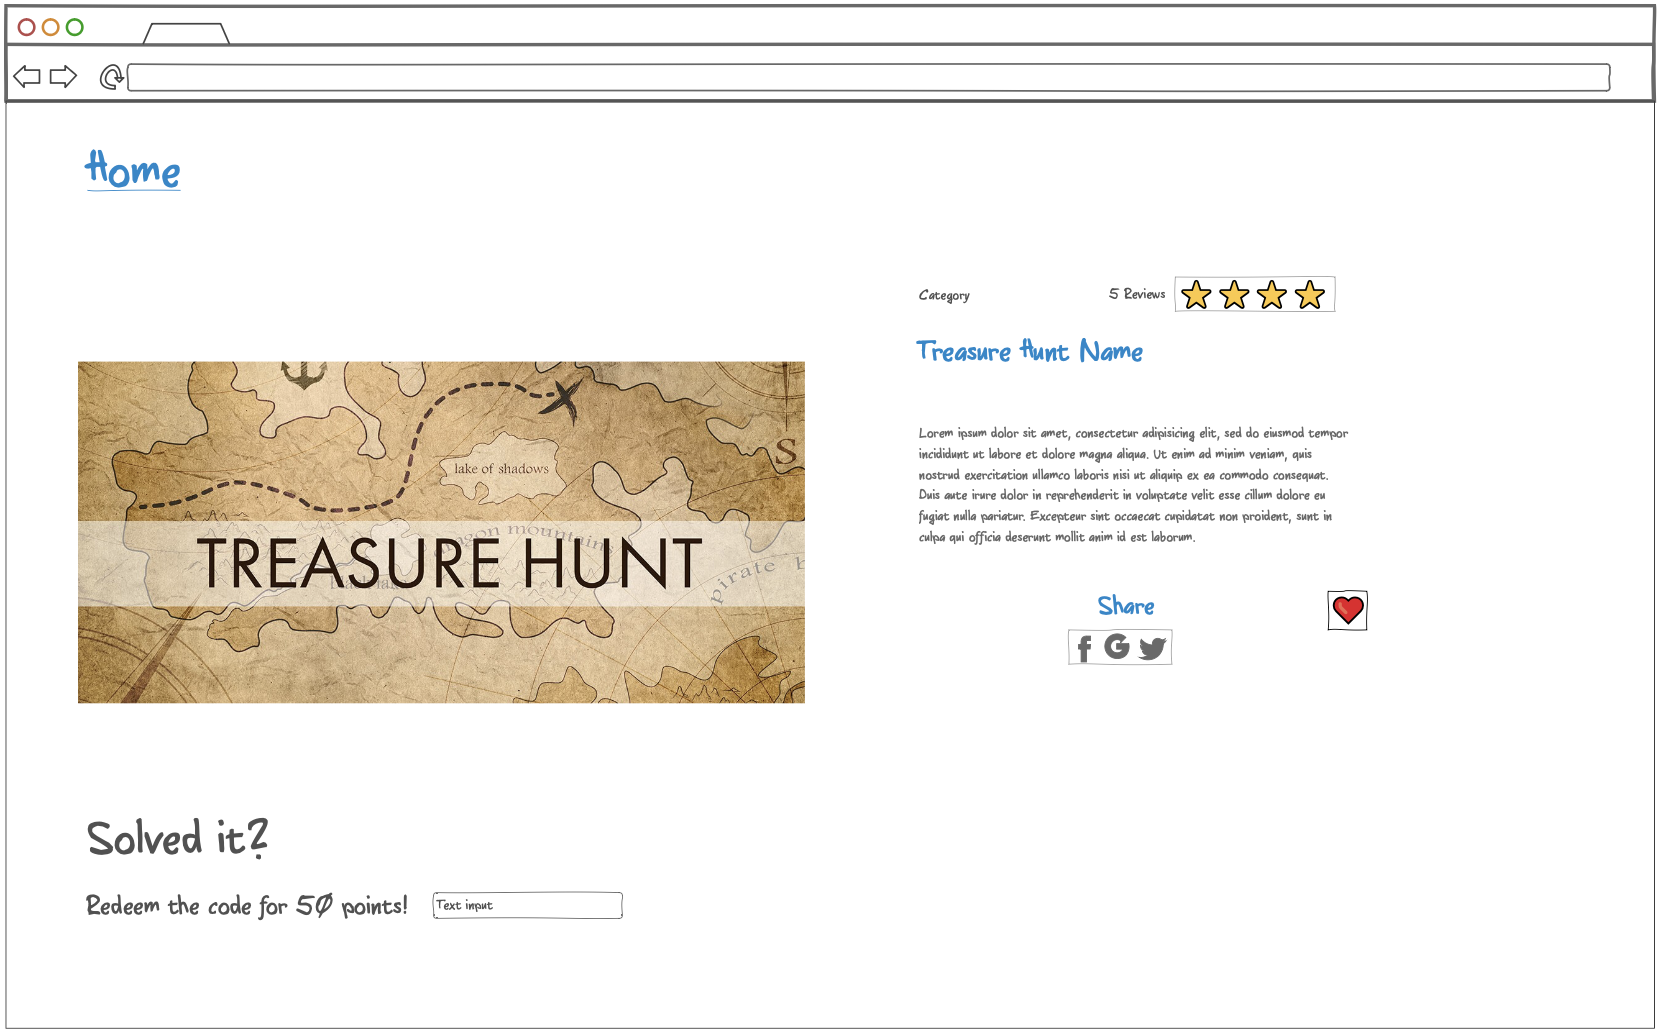 Home
Category
5 Reviews
Treasure Hunt Name
lake of shadows
S
dragon mountains
TREASURE HUNT
pirate b
Lorem ipsum dolor sit amet, consectetur adipisicing elit, sed do eiusmod tempor
incididunt ut labore et dolore magna aliqua. Ut enim ad minim veniam, quis
nostrud exercitation ullamco laboris nisi ut aliquip ex ea commodo consequat.
Duis aute irure dolor in reprehenderit in voluptate velit esse cillum dolore eu
fugiat nulla pariatur. Excepteur sint occaecat cupidatat non proident, sunt in
culpa qui officia deserunt mollit anim id est laborum.
Share
Solved it?
Redeem the code for 50 points!
Text input